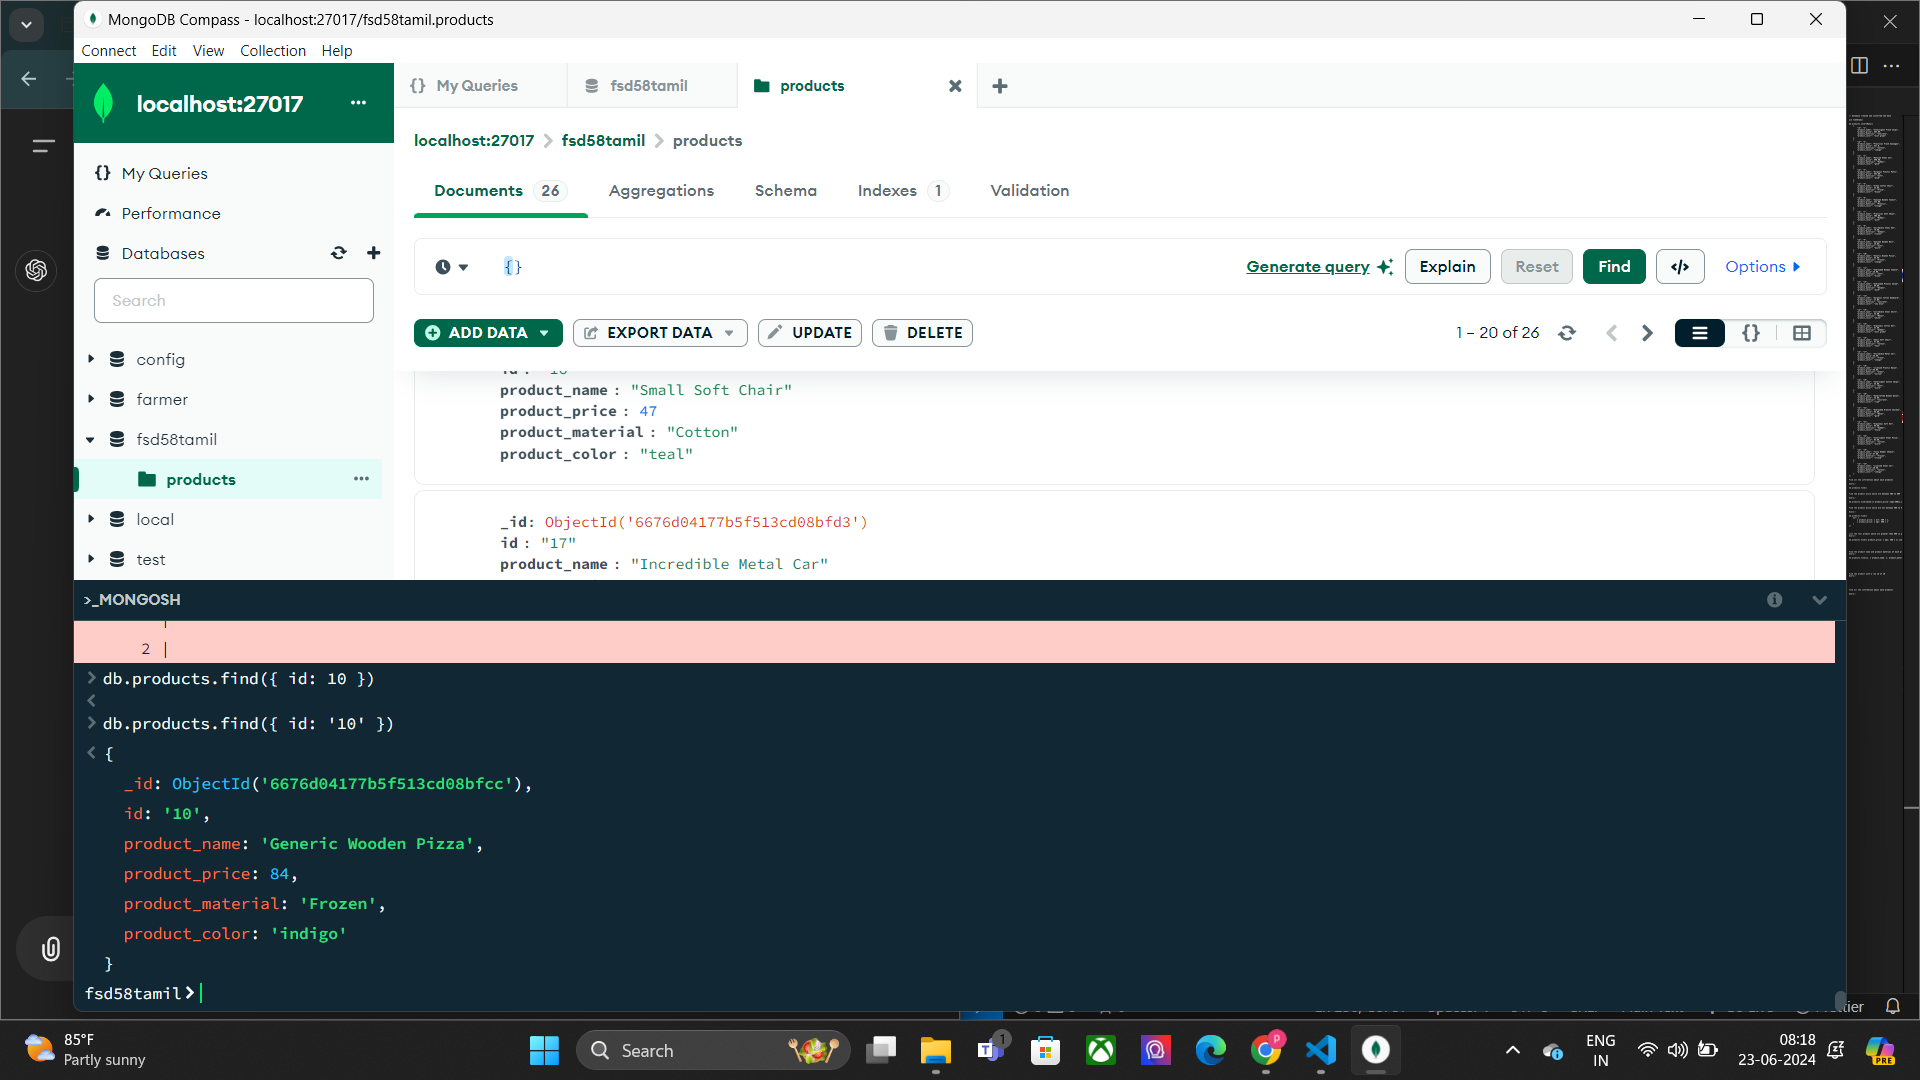 MongoDB Compass - localhost:27017/fsd58tamil.products
Connect Edit View Collection Help
localhost:27017 ···
{} My Queries
fsd58tamil
products
My Queries
Performance
Databases
Search
config
farmer
fsd58tamil
products ···
local
test
localhost:27017 > fsd58tamil > products
Documents 26 Aggregations Schema Indexes 1 Validation
{}
Generate query Explain Reset Find </> Options
ADD DATA EXPORT DATA UPDATE DELETE
1 – 20 of 26
product_name : "Small Soft Chair"
product_price : 47
product_material : "Cotton"
product_color : "teal"
_id: ObjectId('6676d04177b5f513cd08bfd3')
id : "17"
product_name : "Incredible Metal Car"
>_MONGOSH
2 |
> db.products.find({ id: 10 })
<
> db.products.find({ id: '10' })
< {
_id: ObjectId('6676d04177b5f513cd08bfcc'),
id: '10',
product_name: 'Generic Wooden Pizza',
product_price: 84,
product_material: 'Frozen',
product_color: 'indigo'
}
fsd58tamil>
85°F
Partly sunny
Search
1
P
ENG
IN
08:18
23-06-2024
PRE